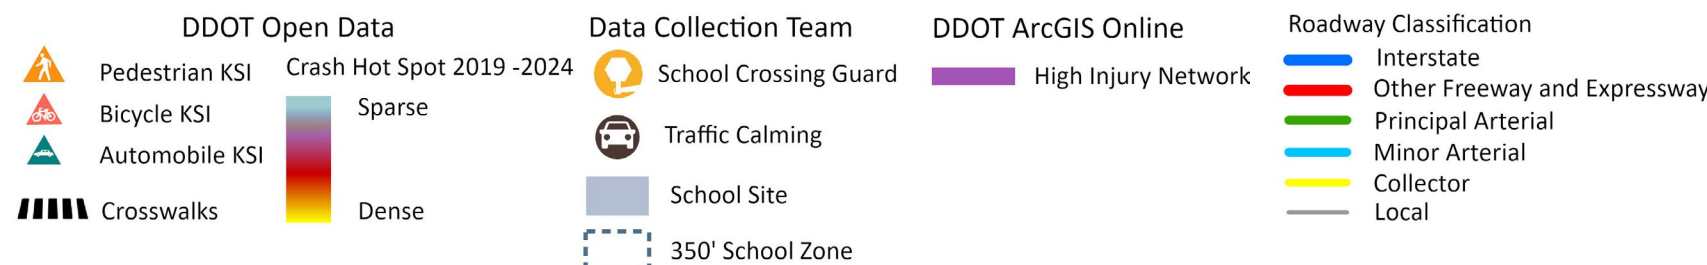 DDOT Open Data
Pedestrian KSI
Bicycle KSI
Automobile KSI
Crosswalks
Crash Hot Spot 2019 -2024
Sparse
Dense
Data Collection Team
School Crossing Guard
Traffic Calming
School Site
350' School Zone
DDOT ArcGIS Online
High Injury Network
Roadway Classification
Interstate
Other Freeway and Expressway
Principal Arterial
Minor Arterial
Collector
Local